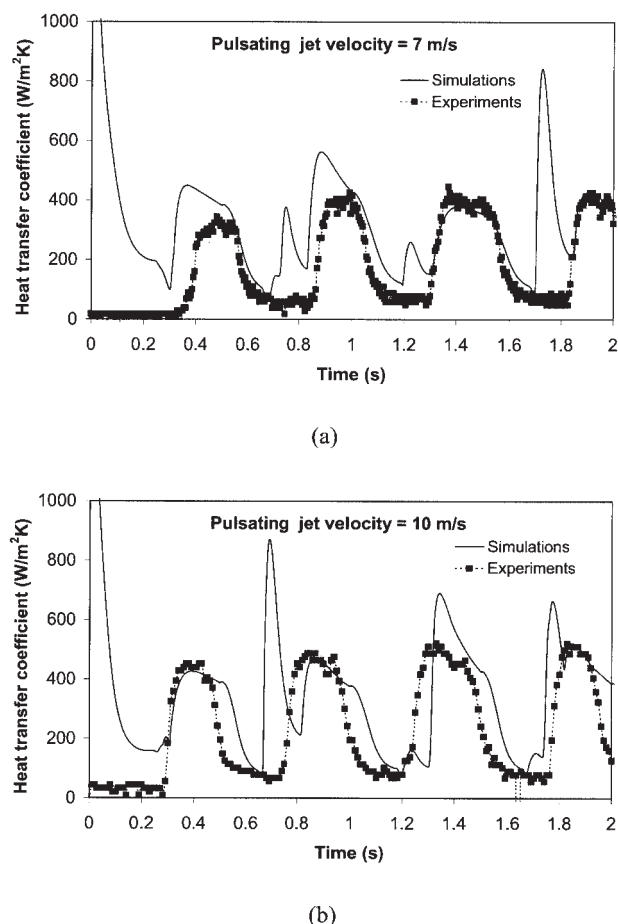 1000
800
600
400
200
0
Heat transfer coefficient (W/m²K)
Pulsating jet velocity = 7 m/s
Simulations
Experiments
0 0.2 0.4 0.6 0.8 1 1.2 1.4 1.6 1.8 2
Time (s)
(a)
1000
800
600
400
200
0
Heat transfer coefficient (W/m²K)
Pulsating jet velocity = 10 m/s
Simulations
Experiments
0 0.2 0.4 0.6 0.8 1 1.2 1.4 1.6 1.8 2
Time (s)
(b)